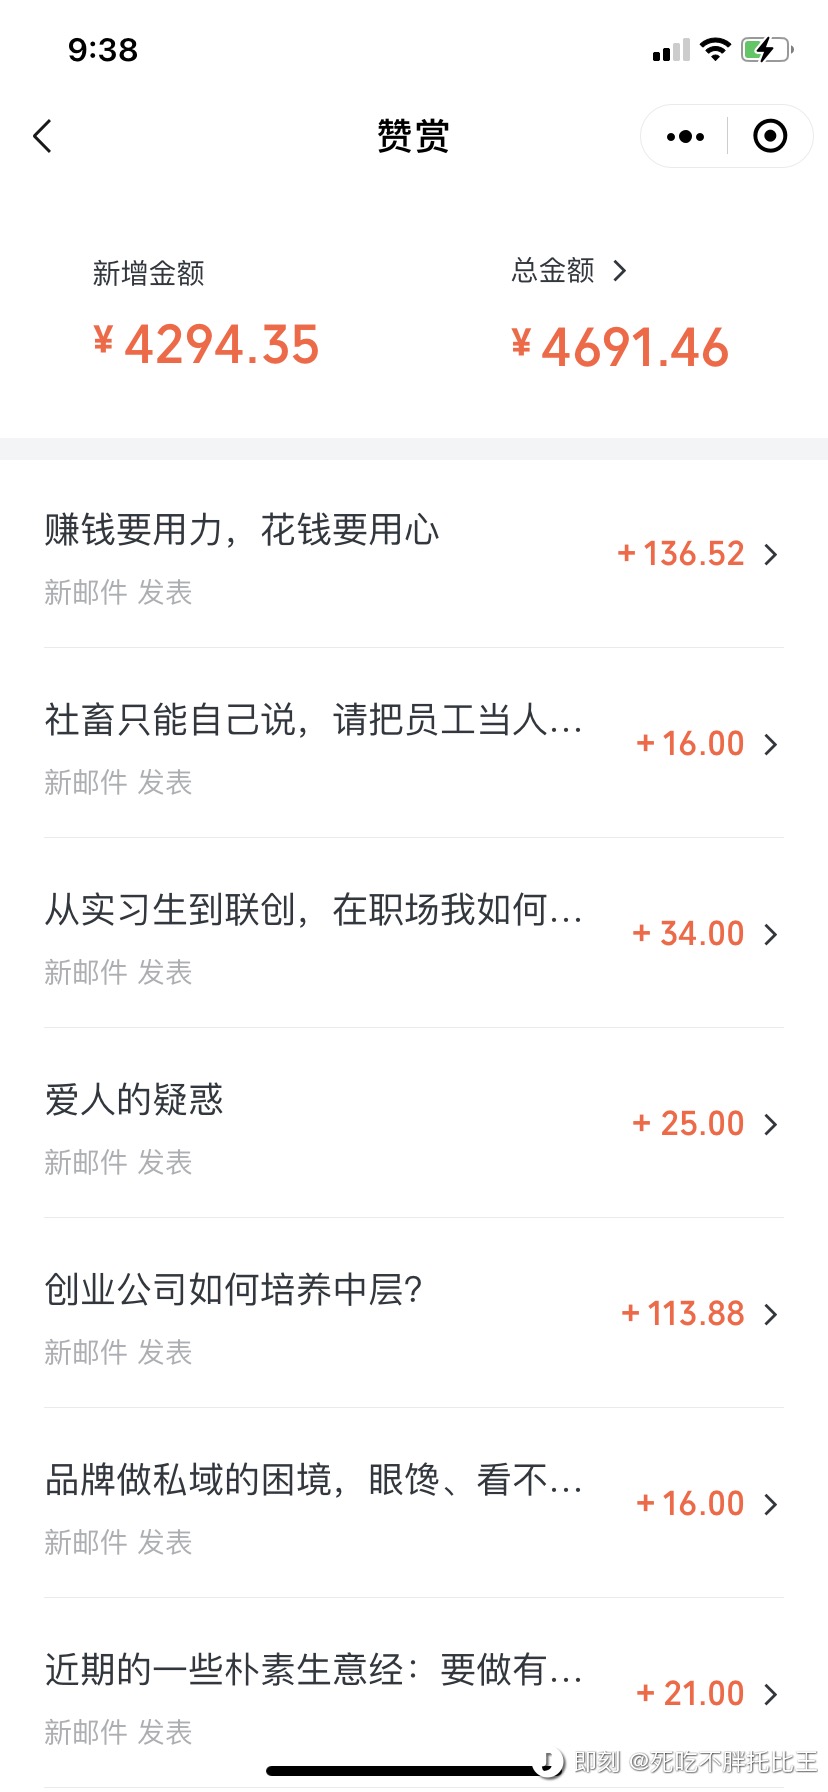 9:38
赞赏
新增金额
总金额
¥4294.35
¥4691.46
赚钱要用力，花钱要用心
+136.52
新邮件 发表
社畜只能自己说，请把员工当人...
+16.00
新邮件 发表
从实习生到联创，在职场我如何...
+34.00
新邮件 发表
爱人的疑惑
+25.00
新邮件 发表
创业公司如何培养中层？
+113.88
新邮件 发表
品牌做私域的困境，眼馋、看不...
+16.00
新邮件 发表
近期的一些朴素生意经：要做有...
+21.00
新邮件 发表
即刻 @死吃不胖托比王